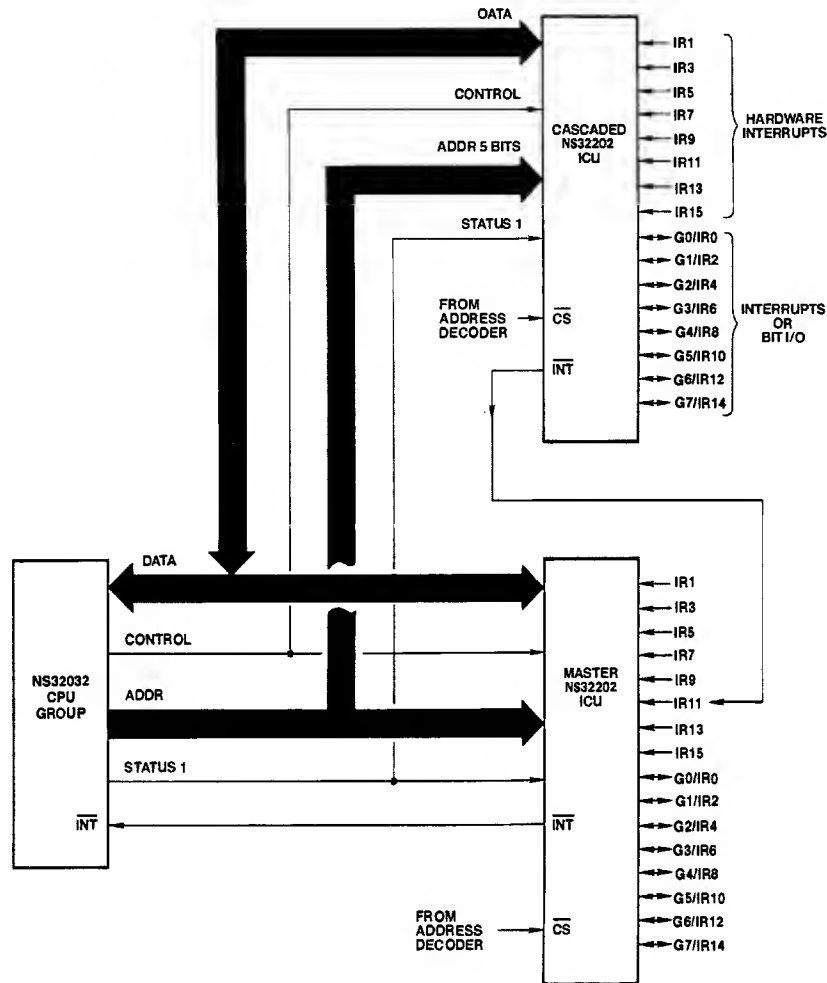 OATA
CONTROL
ADDR 5 BITS
STATUS 1
FROM
ADDRESS
DECODER
CASCADED
NS32202
ICU
CS
INT
IR1
IR3
IR5
IR7
IR9
IR11
IR13
IR15
G0/IR0
G1/IR2
G2/IR4
G3/IR6
G4/IR8
G5/IR10
G6/IR12
G7/IR14
HARDWARE
INTERRUPTS
INTERRUPTS
OR
BIT I/O
NS32032
CPU
GROUP
INT
DATA
CONTROL
ADDR
STATUS 1
FROM
ADDRESS
DECODER
MASTER
NS32202
ICU
INT
CS
IR1
IR3
IR5
IR7
IR9
IR11
IR13
IR15
G0/IR0
G1/IR2
G2/IR4
G3/IR6
G4/IR8
G5/IR10
G6/IR12
G7/IR14